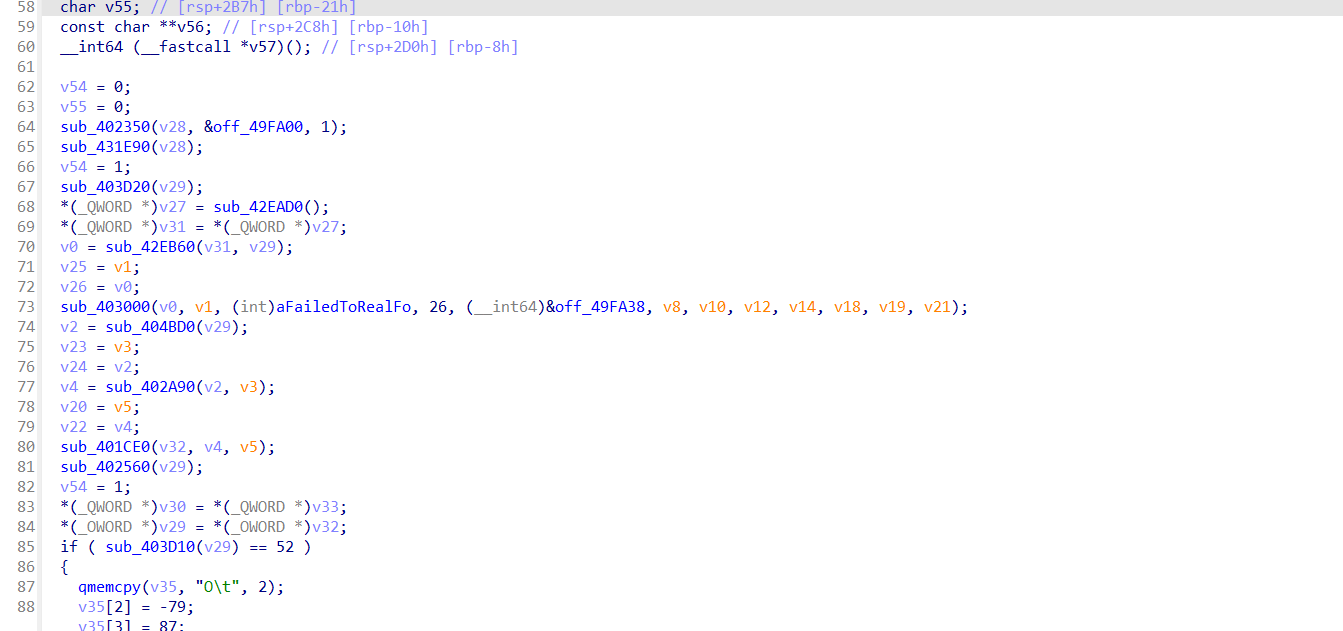 58 char v55; // [rsp+2B7h] [rbp-21h]
59 const char **v56; // [rsp+2C8h] [rbp-10h]
60 __int64 (__fastcall *v57)(); // [rsp+2D0h] [rbp-8h]
61
62 v54 = 0;
63 v55 = 0;
64 sub_402350(v28, &off_49FA00, 1);
65 sub_431E90(v28);
66 v54 = 1;
67 sub_403D20(v29);
68 *(_QWORD *)v27 = sub_42EAD0();
69 *(_QWORD *)v31 = *(_QWORD *)v27;
70 v0 = sub_42EB60(v31, v29);
71 v25 = v1;
72 v26 = v0;
73 sub_403000(v0, v1, (int)aFailedToRealFo, 26, (__int64)&off_49FA38, v8, v10, v12, v14, v18, v19, v21);
74 v2 = sub_404BD0(v29);
75 v23 = v3;
76 v24 = v2;
77 v4 = sub_402A90(v2, v3);
78 v20 = v5;
79 v22 = v4;
80 sub_401CE0(v32, v4, v5);
81 sub_402560(v29);
82 v54 = 1;
83 *(_QWORD *)v30 = *(_QWORD *)v33;
84 *(_OWORD *)v29 = *(_OWORD *)v32;
85 if ( sub_403D10(v29) == 52 )
86 {
87 qmemcpy(v35, "O\t", 2);
88 v35[2] = -79;
v35[3] = 87;